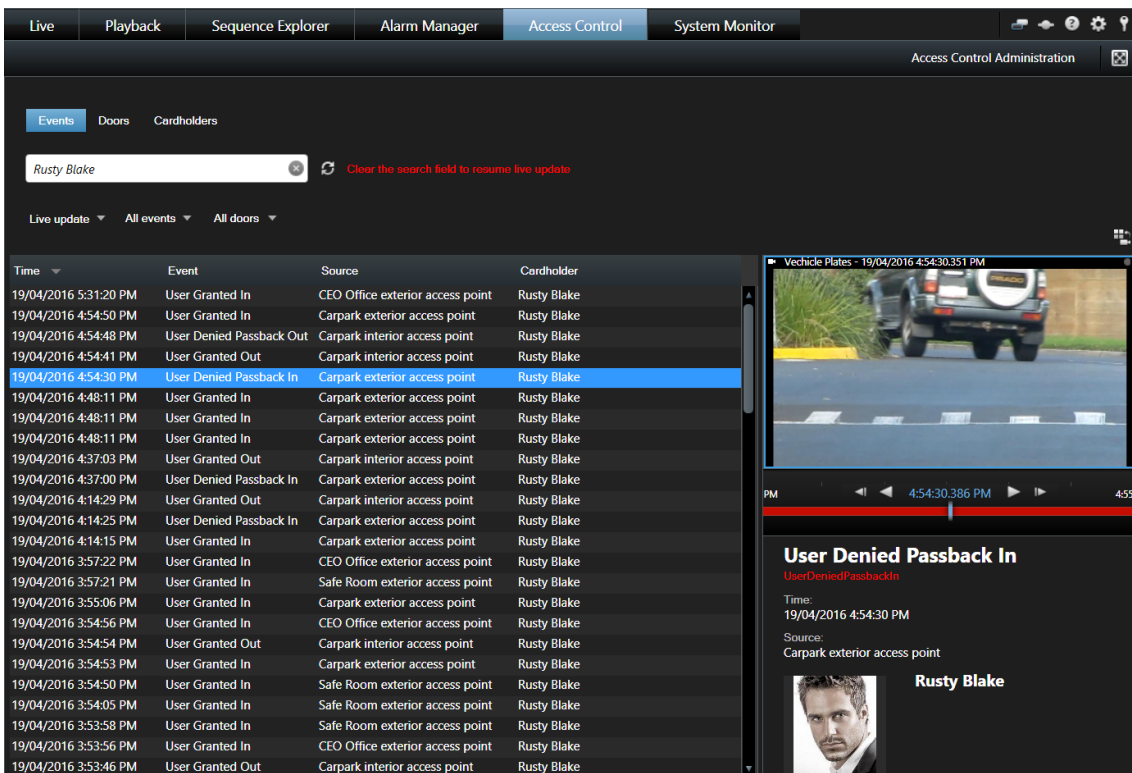 Live Playback Sequence Explorer Alarm Manager Access Control System Monitor
Access Control Administration
Events Doors Cardholders
Rusty Blake Clear the search field to resume live update
Live update All events All doors
Time Event Source Cardholder
19/04/2016 5:31:20 PM User Granted In CEO Office exterior access point Rusty Blake
19/04/2016 4:54:50 PM User Granted In Carpark exterior access point Rusty Blake
19/04/2016 4:54:48 PM User Denied Passback Out Carpark interior access point Rusty Blake
19/04/2016 4:54:41 PM User Granted Out Carpark interior access point Rusty Blake
19/04/2016 4:54:30 PM User Denied Passback In Carpark exterior access point Rusty Blake
19/04/2016 4:48:11 PM User Granted In Carpark exterior access point Rusty Blake
19/04/2016 4:48:11 PM User Granted In Carpark exterior access point Rusty Blake
19/04/2016 4:48:11 PM User Granted In Carpark exterior access point Rusty Blake
19/04/2016 4:37:03 PM User Granted Out Carpark interior access point Rusty Blake
19/04/2016 4:37:00 PM User Denied Passback In Carpark exterior access point Rusty Blake
19/04/2016 4:14:29 PM User Granted Out Carpark interior access point Rusty Blake
19/04/2016 4:14:25 PM User Denied Passback In Carpark exterior access point Rusty Blake
19/04/2016 4:14:15 PM User Granted In Carpark exterior access point Rusty Blake
19/04/2016 3:57:22 PM User Granted In CEO Office exterior access point Rusty Blake
19/04/2016 3:57:21 PM User Granted In Safe Room exterior access point Rusty Blake
19/04/2016 3:55:06 PM User Granted In Carpark exterior access point Rusty Blake
19/04/2016 3:54:56 PM User Granted In CEO Office exterior access point Rusty Blake
19/04/2016 3:54:54 PM User Granted Out Carpark interior access point Rusty Blake
19/04/2016 3:54:53 PM User Granted In Carpark exterior access point Rusty Blake
19/04/2016 3:54:50 PM User Granted In Safe Room exterior access point Rusty Blake
19/04/2016 3:54:05 PM User Granted In Safe Room exterior access point Rusty Blake
19/04/2016 3:53:58 PM User Granted In Safe Room exterior access point Rusty Blake
19/04/2016 3:53:56 PM User Granted In CEO Office exterior access point Rusty Blake
19/04/2016 3:53:46 PM User Granted Out Carpark interior access point Rusty Blake
Vechicle Plates - 19/04/2016 4:54:30.351 PM
PRADO
PM 4:54:30.386 PM 4:55
User Denied Passback In
UserDeniedPassbackIn
Time:
19/04/2016 4:54:30 PM
Source:
Carpark exterior access point
Rusty Blake